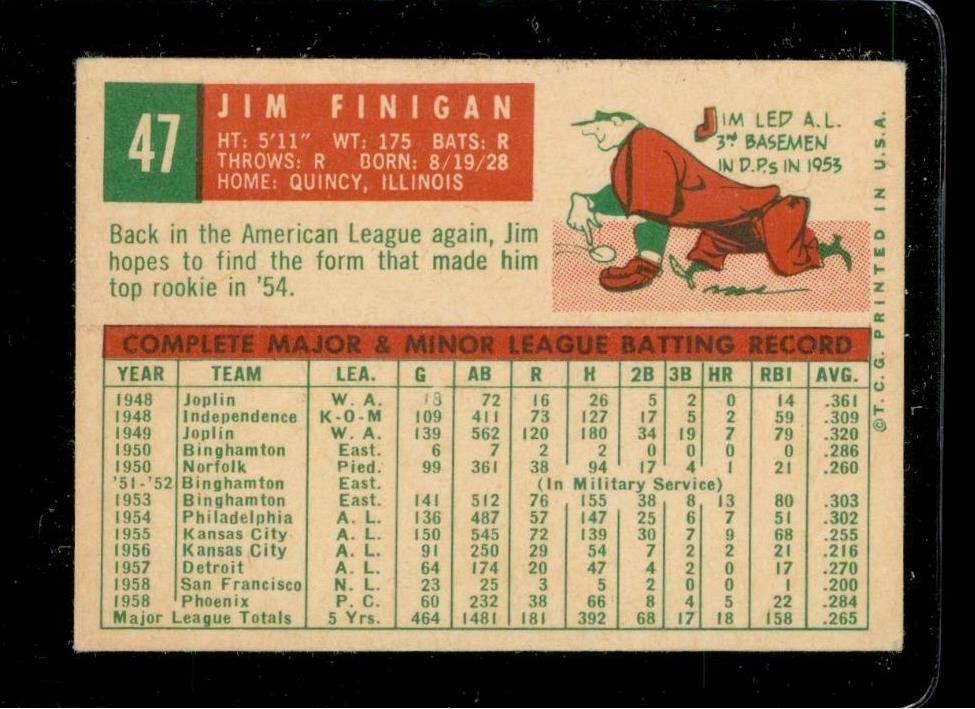 47
JIM FINIGAN
HT: 5'11" WT: 175 BATS: R
THROWS: R BORN: 8/19/28
HOME: QUINCY, ILLINOIS
JIM LED A.L.
3RD BASEMEN
IN D.P.s IN 1953
Back in the American League again, Jim
hopes to find the form that made him
top rookie in '54.
COMPLETE MAJOR & MINOR LEAGUE BATTING RECORD
YEAR TEAM LEA. G AB R H 2B 3B HR RBI AVG.
1948 Joplin W. A. 18 72 16 26 5 2 0 14 .361
1948 Independence K-O-M 109 411 73 127 17 5 2 59 .309
1949 Joplin W. A. 139 562 120 180 34 19 7 79 .320
1950 Binghamton East. 6 7 2 2 0 0 0 0 .286
1950 Norfolk Pied. 99 361 38 94 17 4 1 21 .260
'51-'52 Binghamton East. (In Military Service)
1953 Binghamton East. 141 512 76 155 38 8 13 80 .303
1954 Philadelphia A. L. 136 487 57 147 25 6 7 51 .302
1955 Kansas City A. L. 150 545 72 139 30 7 9 68 .255
1956 Kansas City A. L. 91 250 29 54 7 2 2 21 .216
1957 Detroit A. L. 64 174 20 47 4 2 0 17 .270
1958 San Francisco N. L. 23 25 3 5 2 0 0 1 .200
1958 Phoenix P. C. 60 232 38 66 8 4 5 22 .284
Major League Totals 5 Yrs. 464 1481 181 392 68 17 18 158 .265
©T. C. G. PRINTED IN U.S.A.